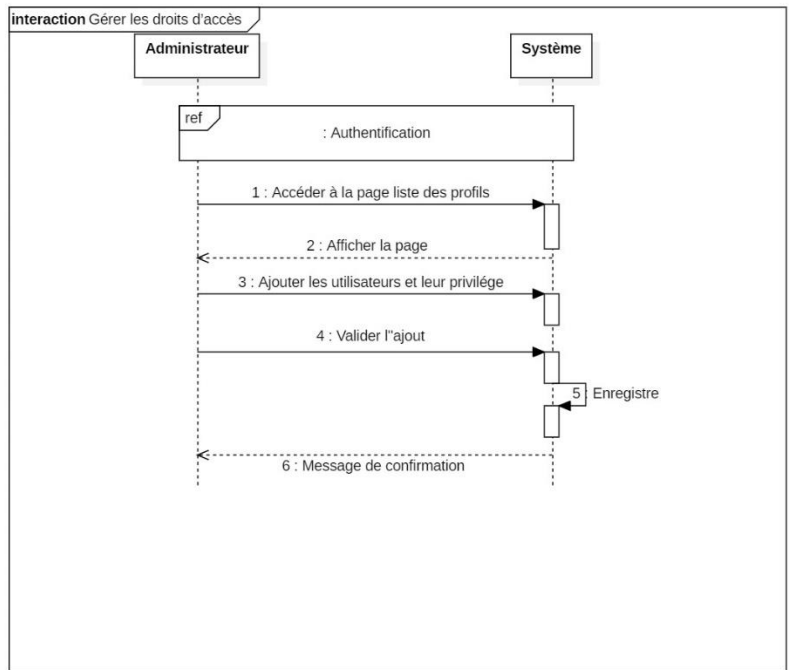 interaction Gérer les droits d'accès
Administrateur
Système
ref
: Authentification
1 : Accéder à la page liste des profils
2 : Afficher la page
3 : Ajouter les utilisateurs et leur privilége
4 : Valider l"ajout
5 : Enregistre
6 : Message de confirmation